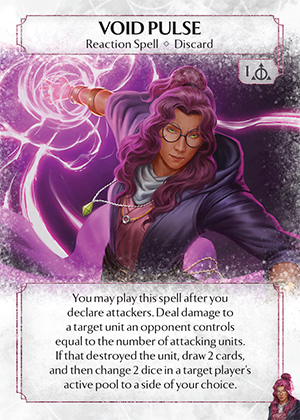 VOID PULSE
Reaction Spell ⬦ Discard
1
You may play this spell after you
declare attackers. Deal damage to
a target unit an opponent controls
equal to the number of attacking units.
If that destroyed the unit, draw 2 cards,
and then change 2 dice in a target player's
active pool to a side of your choice.